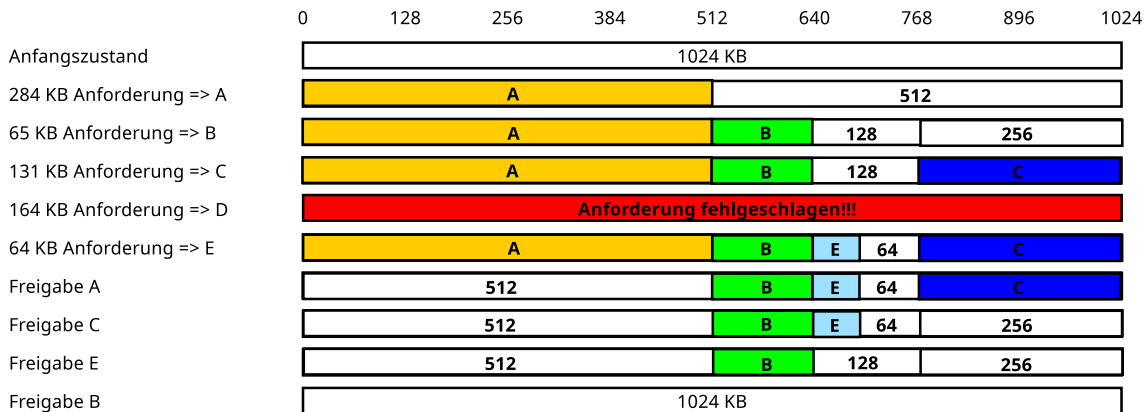 0 128 256 384 512 640 768 896 1024
Anfangszustand 1024 KB
284 KB Anforderung => A A 512
65 KB Anforderung => B A B 128 256
131 KB Anforderung => C A B 128 C
164 KB Anforderung => D Anforderung fehlgeschlagen!!!
64 KB Anforderung => E A B E 64 C
Freigabe A 512 B E 64 C
Freigabe C 512 B E 64 256
Freigabe E 512 B 128 256
Freigabe B 1024 KB